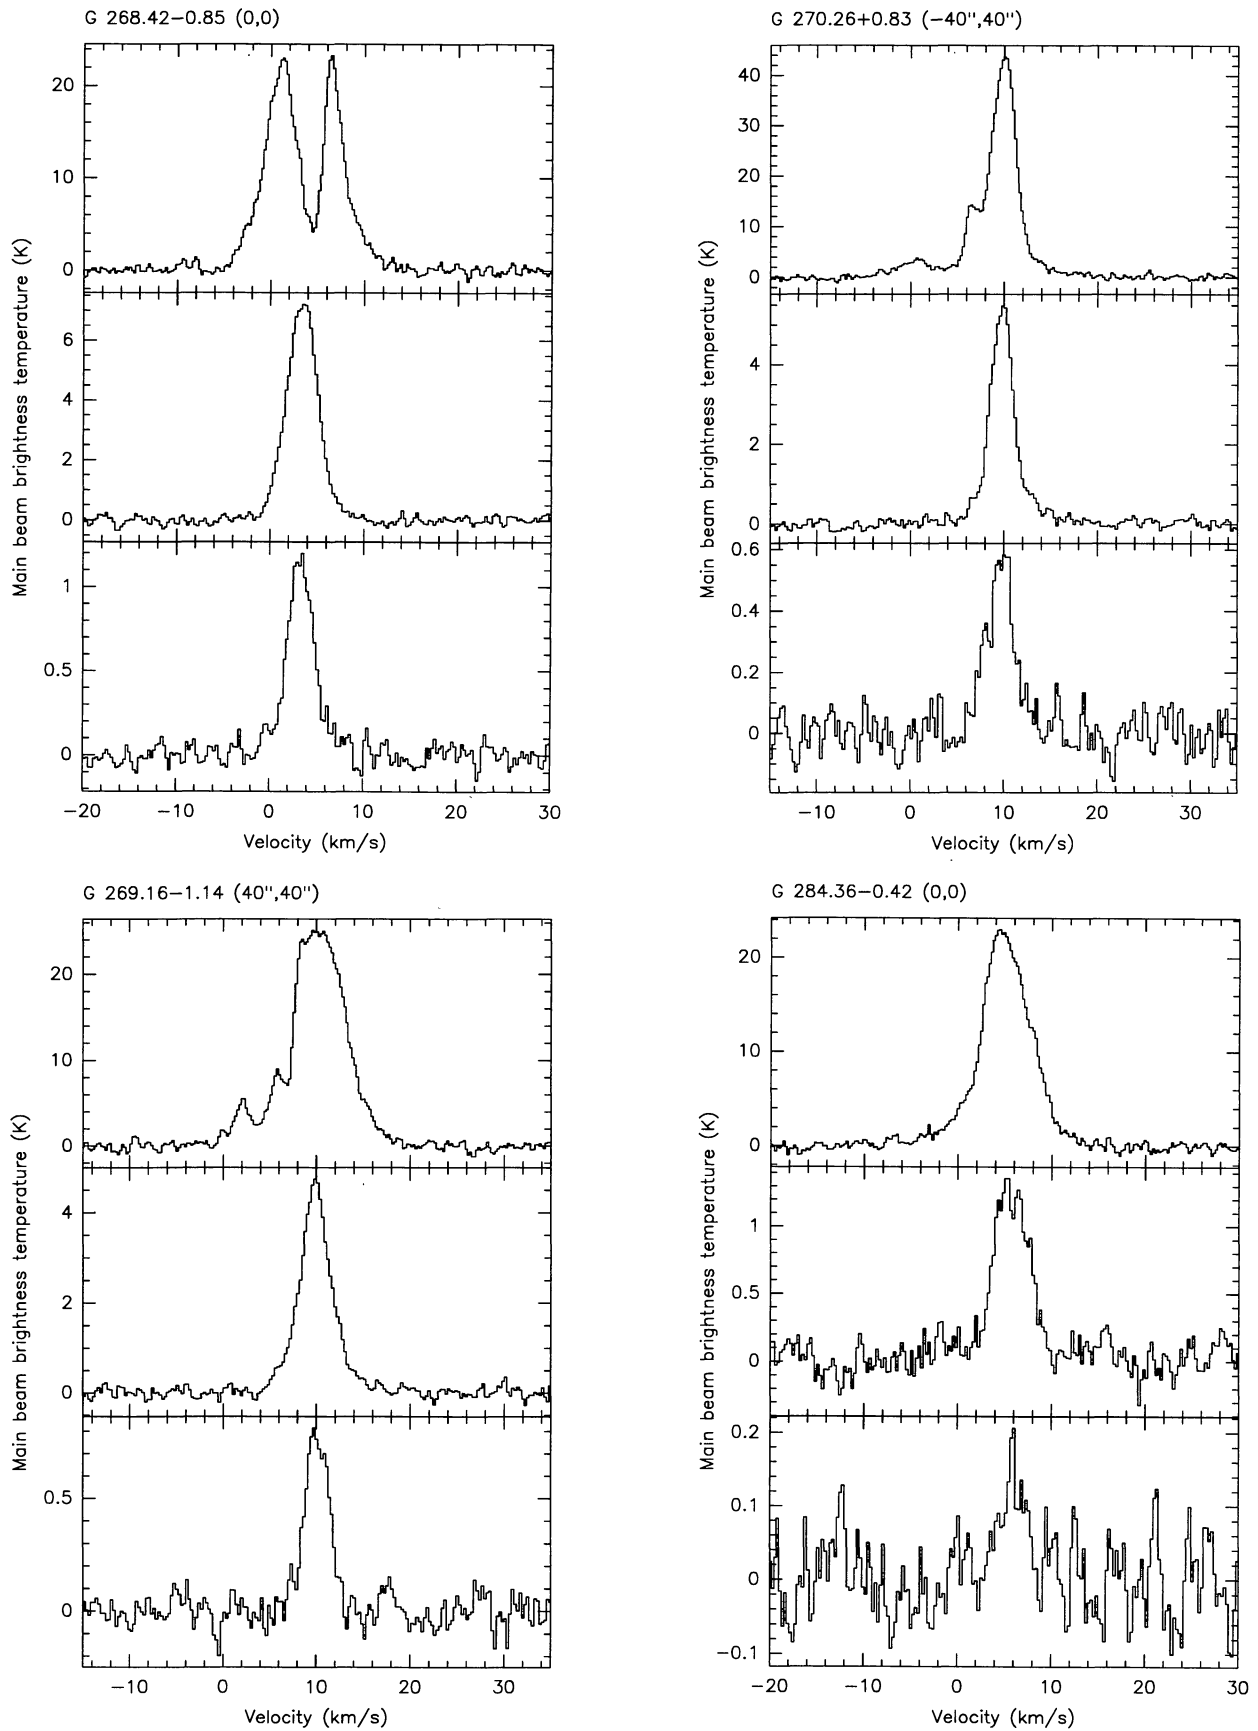 G 268.42−0.85 (0,0)
20
10
0
6
4
2
0
1
0.5
0
−20 −10 0 10 20 30
Velocity (km/s)
Main beam brightness temperature (K)
G 270.26+0.83 (−40",40")
40
30
20
10
0
4
2
0
0.6
0.4
0.2
0
−10 0 10 20 30
Velocity (km/s)
Main beam brightness temperature (K)
G 269.16−1.14 (40",40")
20
10
0
4
2
0
0.5
0
−10 0 10 20 30
Velocity (km/s)
Main beam brightness temperature (K)
G 284.36−0.42 (0,0)
20
10
0
1
0.5
0
0.2
0.1
0
−0.1
−20 −10 0 10 20 30
Velocity (km/s)
Main beam brightness temperature (K)